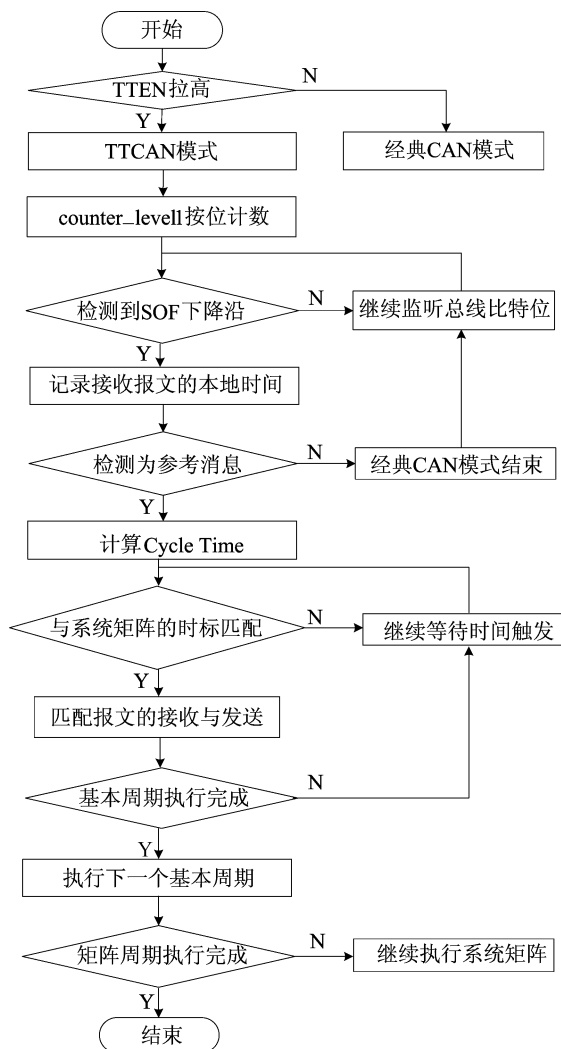 开始
TTEN拉高
N
Y
TTCAN模式
经典CAN模式
counter_level1按位计数
检测到SOF下降沿
N
继续监听总线比特位
Y
记录接收报文的本地时间
检测为参考消息
N
经典CAN模式结束
Y
计算Cycle Time
与系统矩阵的时标匹配
N
继续等待时间触发
Y
匹配报文的接收与发送
基本周期执行完成
N
Y
执行下一个基本周期
矩阵周期执行完成
N
继续执行系统矩阵
Y
结束